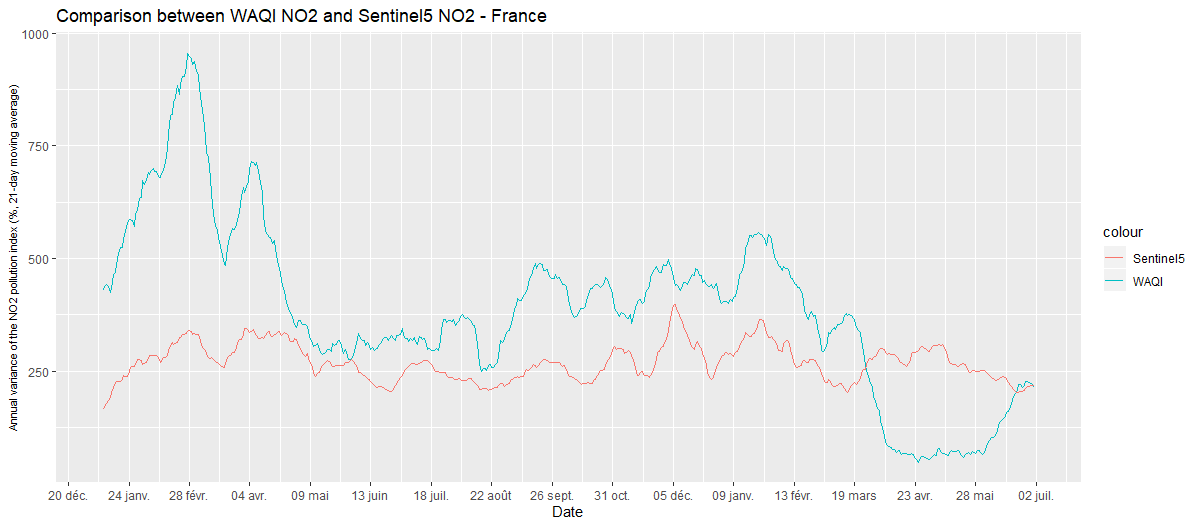 Comparison between WAQI NO2 and Sentinel5 NO2 - France
Annual variance of the NO2 pollution index (%, 21-day moving average)
1000
750
500
250
20 déc.
24 janv.
28 févr.
04 avr.
09 mai
13 juin
18 juil.
22 août
26 sept.
31 oct.
05 déc.
09 janv.
13 févr.
19 mars
23 avr.
28 mai
02 juil.
Date
colour
Sentinel5
WAQI